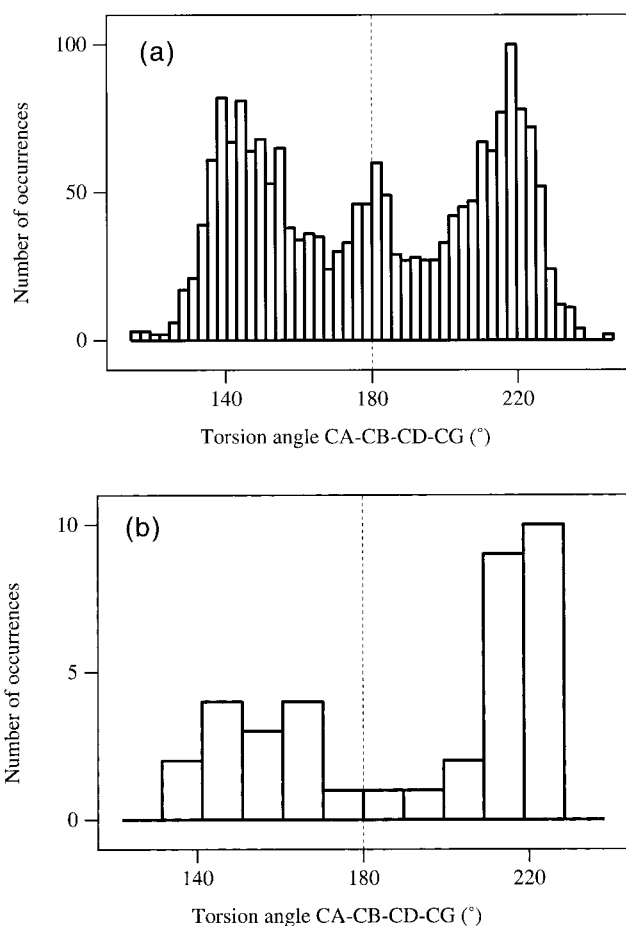 (a)
Number of occurrences
100
50
0
140 180 220
Torsion angle CA-CB-CD-CG (°)
(b)
Number of occurrences
10
5
0
140 180 220
Torsion angle CA-CB-CD-CG (°)